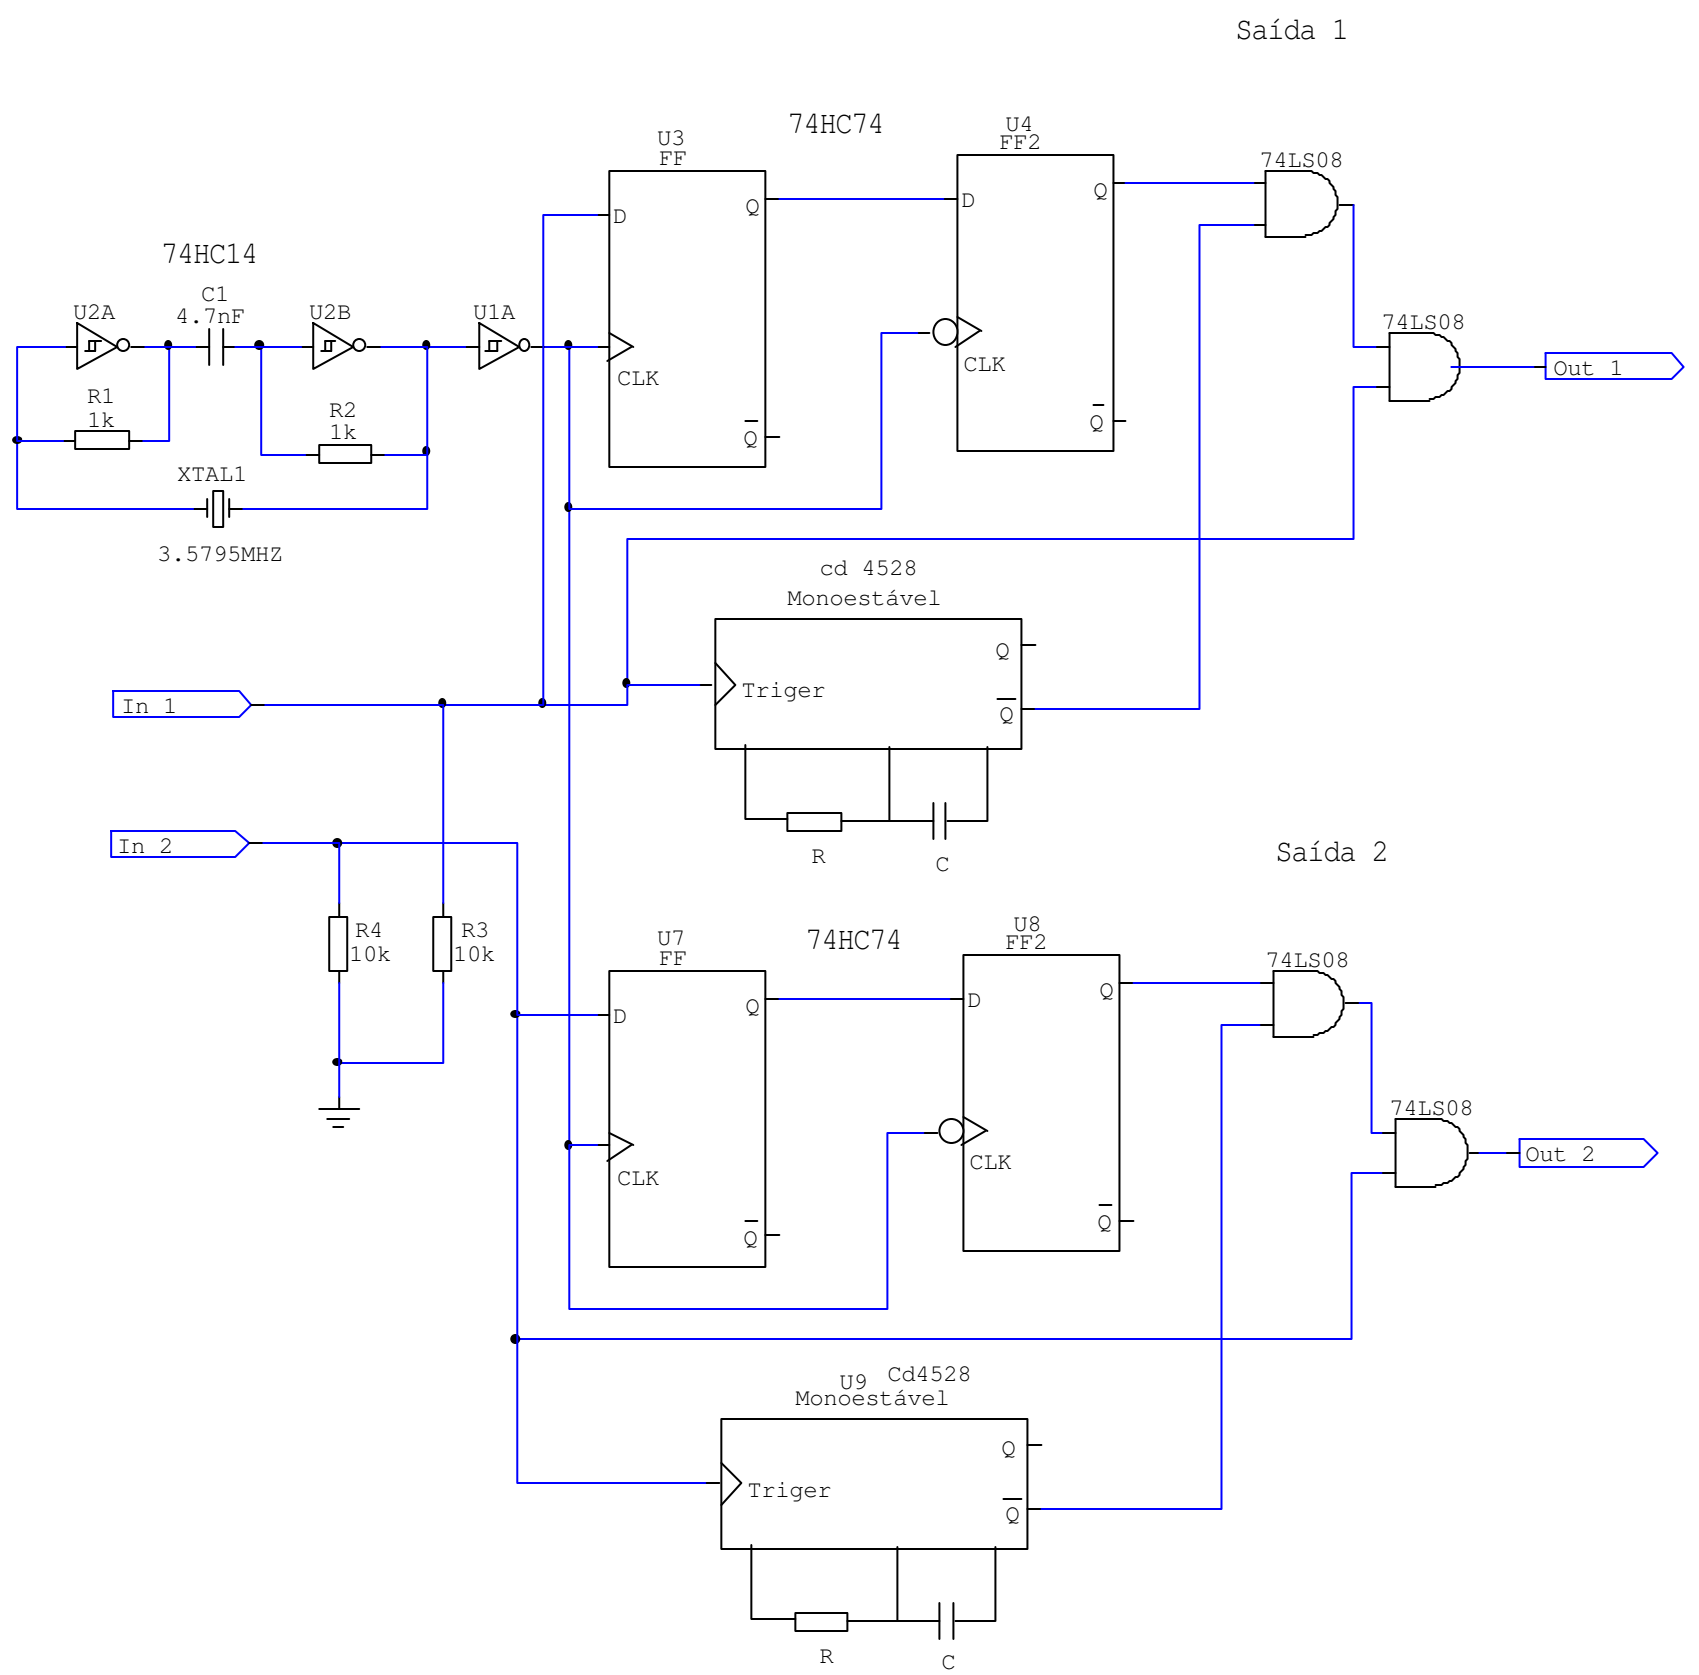 Saída 1
74HC74
U3
FF
U4
FF2
74LS08
D
Q
CLK
Q
D
Q
CLK
Q
74HC14
U2A
C1
4.7nF
U2B
U1A
R1
1k
R2
1k
XTAL1
3.5795MHZ
74LS08
Out 1
cd 4528
Monoestável
Q
Triger
Q
R
C
In 1
In 2
R4
10k
R3
10k
Saída 2
74HC74
U7
FF
U8
FF2
74LS08
D
Q
CLK
Q
D
Q
CLK
Q
74LS08
Out 2
U9 Cd4528
Monoestável
Q
Triger
Q
R
C